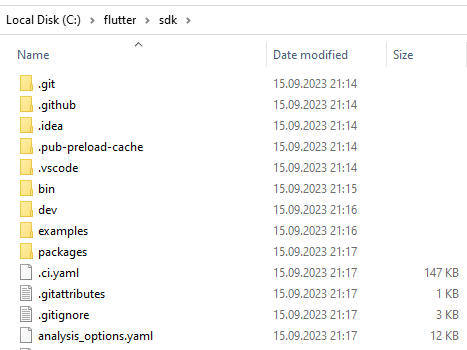 Local Disk (C:) > flutter > sdk >
Name Date modified Size
.git 15.09.2023 21:14
.github 15.09.2023 21:14
.idea 15.09.2023 21:14
.pub-preload-cache 15.09.2023 21:14
.vscode 15.09.2023 21:14
bin 15.09.2023 21:15
dev 15.09.2023 21:16
examples 15.09.2023 21:16
packages 15.09.2023 21:17
.ci.yaml 15.09.2023 21:17 147 KB
.gitattributes 15.09.2023 21:17 1 KB
.gitignore 15.09.2023 21:17 3 KB
analysis_options.yaml 15.09.2023 21:17 12 KB